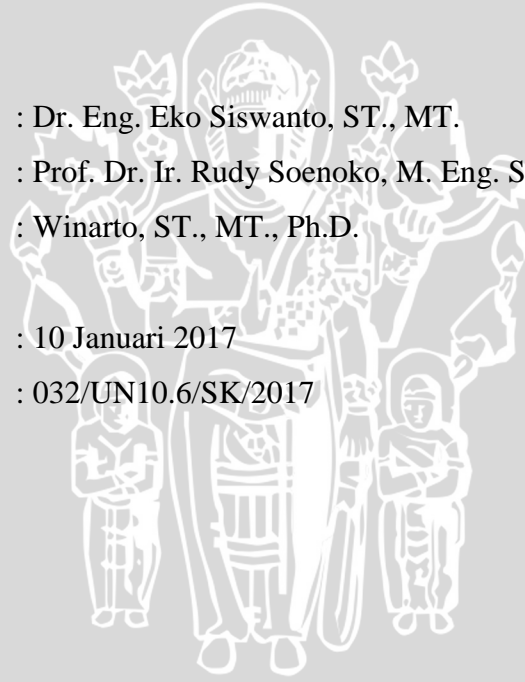 : Dr. Eng. Eko Siswanto, ST., MT.
: Prof. Dr. Ir. Rudy Soenoko, M. Eng. S
: Winarto, ST., MT., Ph.D.
: 10 Januari 2017
: 032/UN10.6/SK/2017